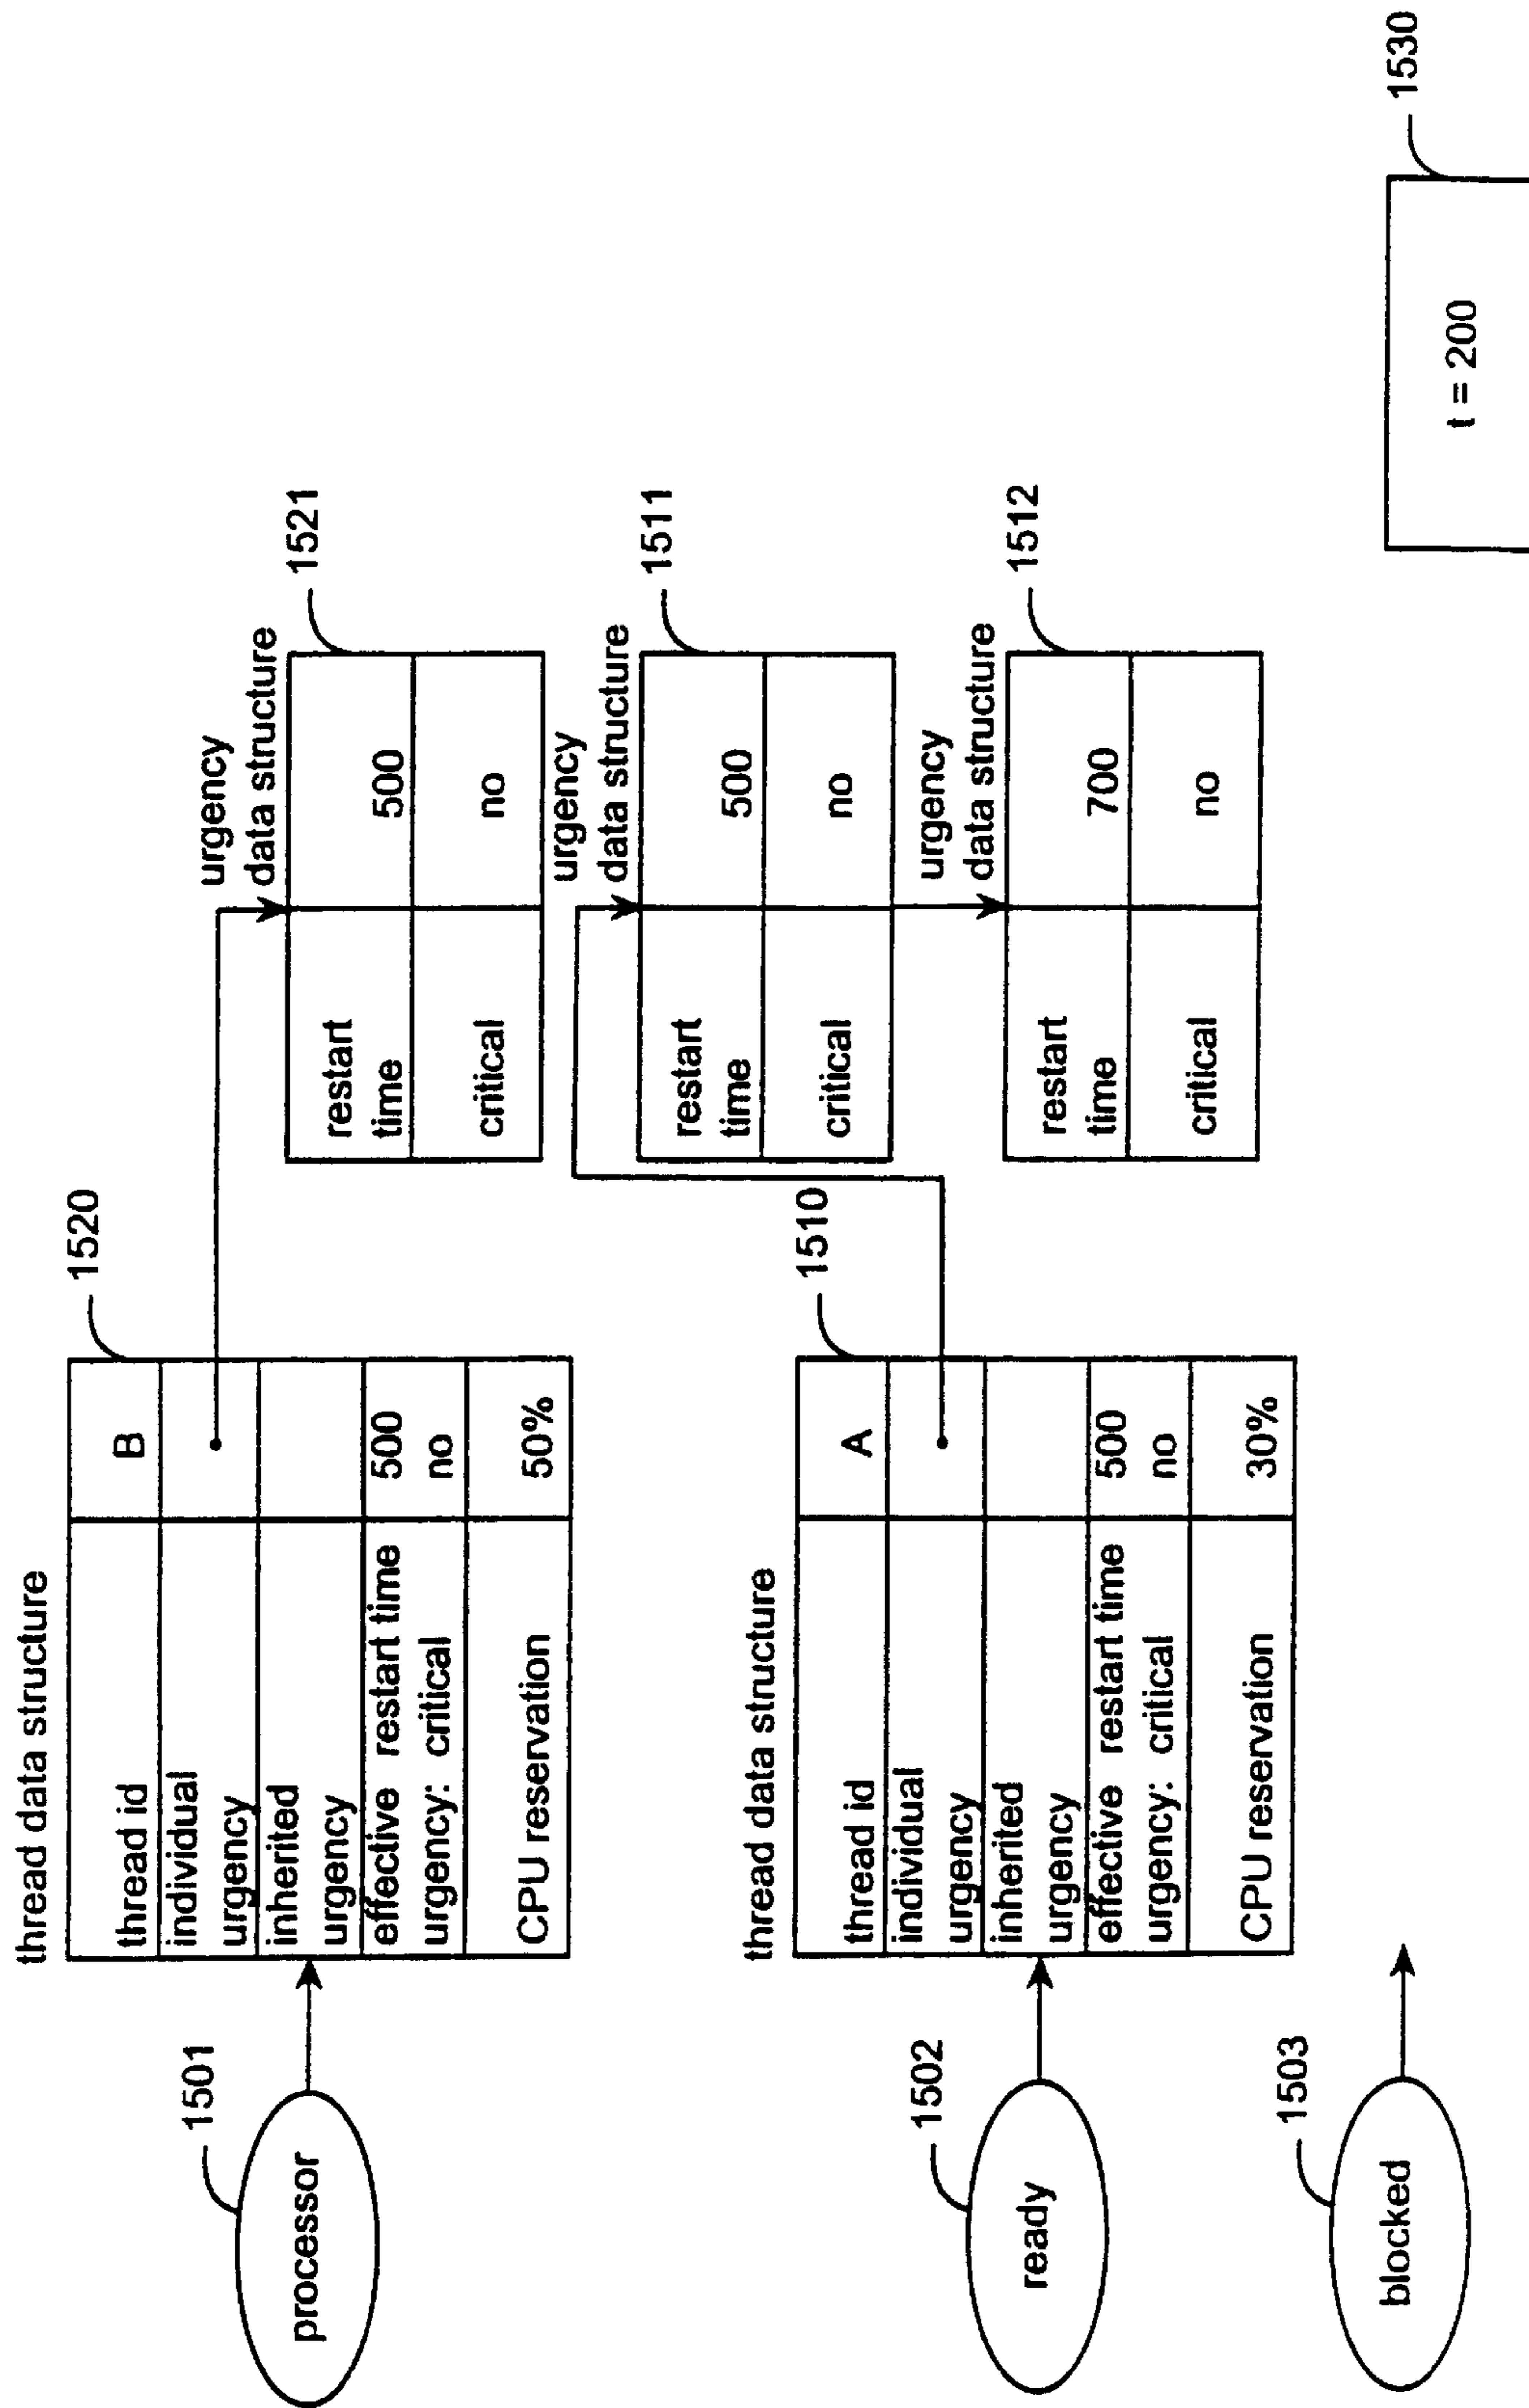 thread data structure
1520
thread id B
individual
urgency
inherited
urgency
effective restart time 500
urgency: critical no
CPU reservation 50%
1501
processor
urgency
data structure
1521
restart
time
500
critical no
urgency
data structure
1511
restart
time
500
critical no
urgency
data structure
1512
restart
time
700
critical no
thread data structure
1510
thread id A
individual
urgency
inherited
urgency
effective restart time 500
urgency: critical no
CPU reservation 30%
1502
ready
1503
blocked
1530
t = 200